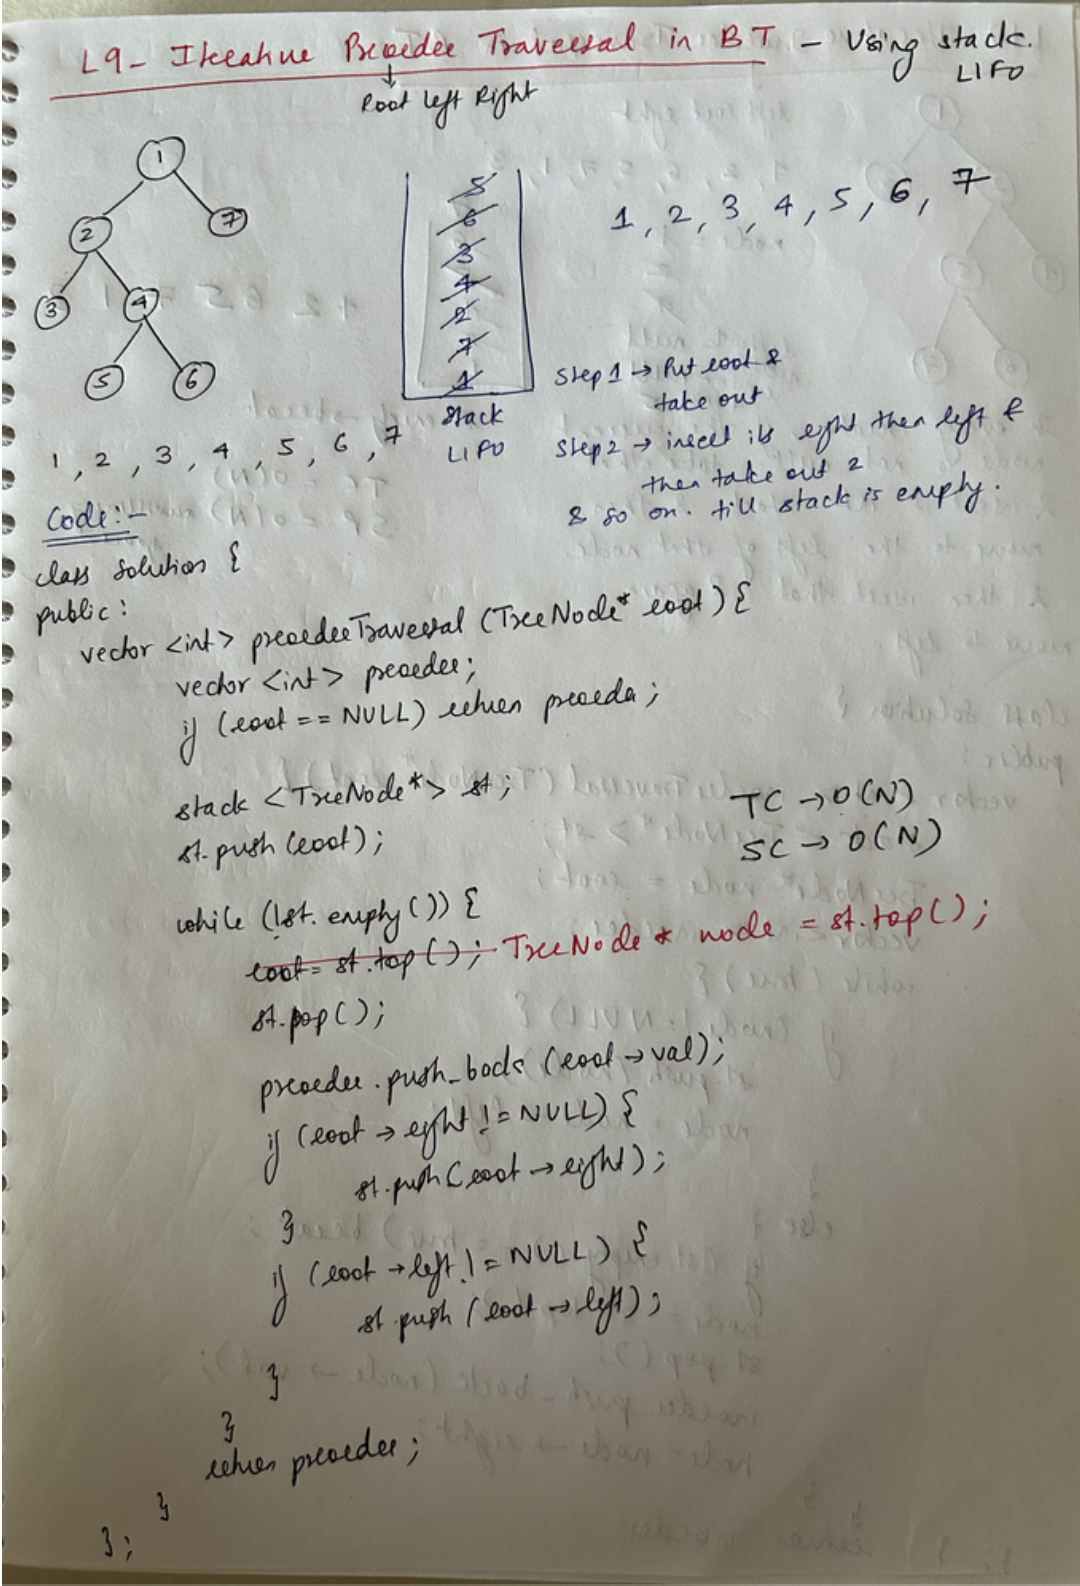 L9- Iterative Preorder Traversal in BT - Using stack.
LIFO
↓
Root left Right
1
2
7
3
4
5
6
5
6
3
4
2
7
1
stack
LIFO
1, 2, 3, 4, 5, 6, 7
Step 1 → Put root &
take out
Step 2 → insert its right then left &
then take out 2
& so on. till stack is empty.
1, 2, 3, 4, 5, 6, 7
Code:-
class Solution {
public:
vector <int> preorderTraversal (TreeNode* root) {
vector <int> preorder;
if (root == NULL) return preorder;
stack <TreeNode*> st;
st.push (root);
TC → O(N)
SC → O(N)
while (!st.empty()) {
root = st.top(); TreeNode * node = st.top();
st.pop();
preorder.push_back (root → val);
if (root → right != NULL) {
st.push (root → right);
}
if (root → left != NULL) {
st.push (root → left);
}
}
return preorder;
}
};